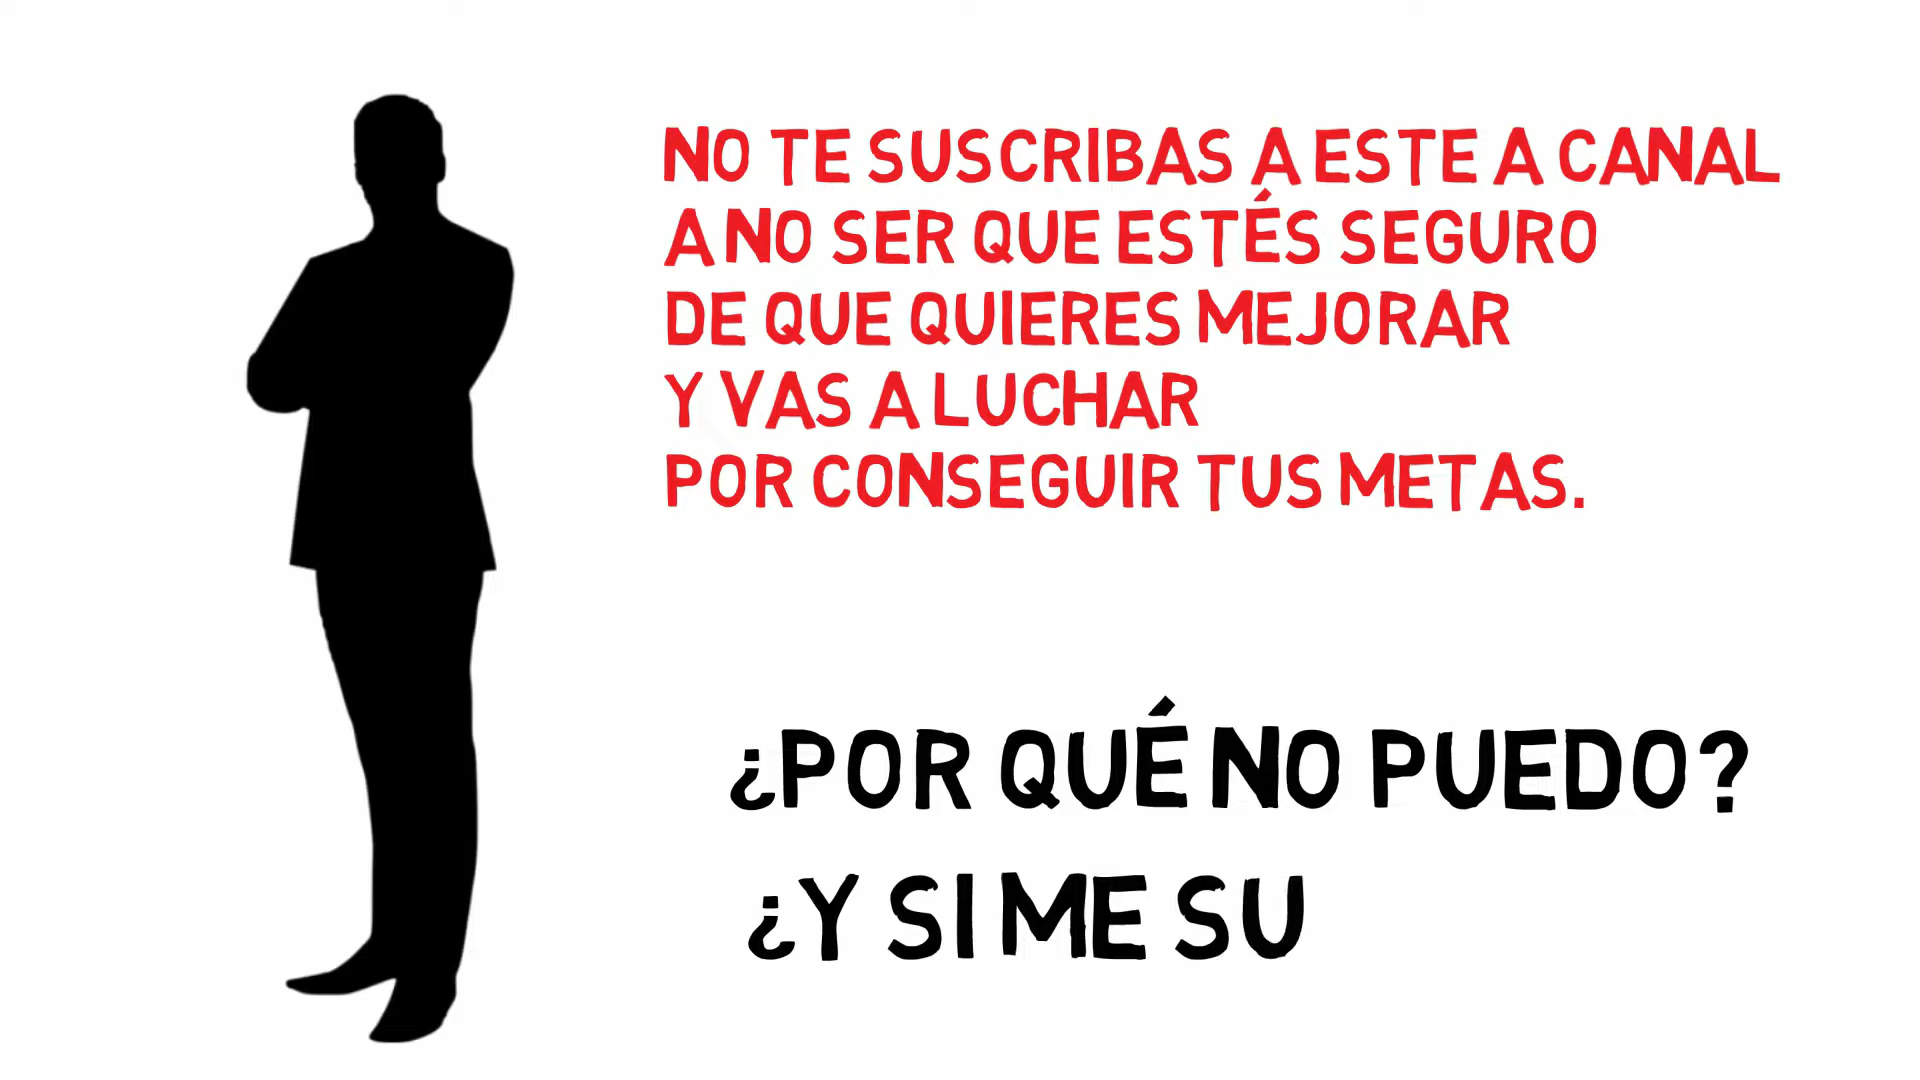 NO TE SUSCRIBAS A ESTE A CANAL
A NO SER QUE ESTÉS SEGURO
DE QUE QUIERES MEJORAR
Y VAS A LUCHAR
POR CONSEGUIR TUS METAS.
¿POR QUÉ NO PUEDO?
¿Y SI ME SU